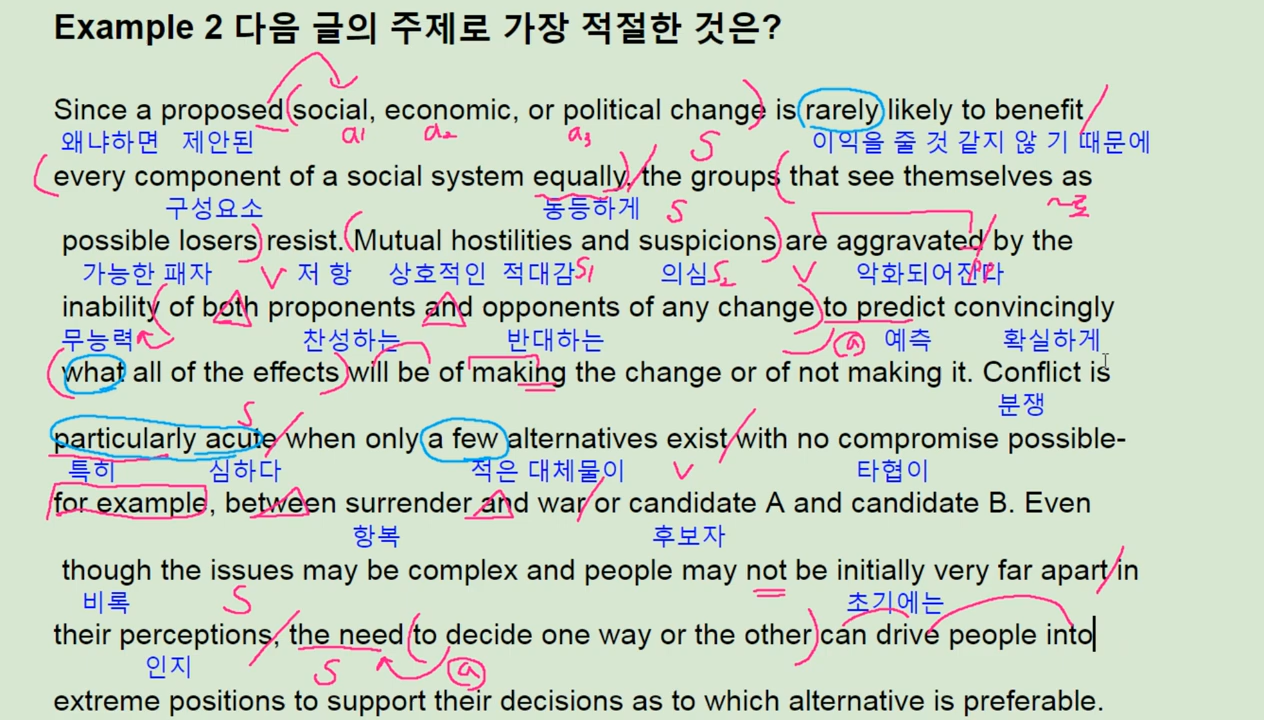 Example 2 다음 글의 주제로 가장 적절한 것은?
Since a proposed (social, economic, or political change) is rarely likely to benefit/
왜냐하면 제안된 a1 a2 a3 S 이익을 줄 것 같지 않 기 때문에
(every component of a social system equally,)/ the groups (that see themselves as
구성요소 동등하게 S ~로
possible losers) resist. (Mutual hostilities and suspicions) are aggravated/ by the
가능한 패자 V 저 항 상호적인 적대감 S1 의심 S2 V 악화되어진다 pp
inability (of both proponents and opponents of any change) to predict convincingly
무능력 찬성하는 반대하는 a 예측 확실하게
(what all of the effects) will be of making the change or of not making it. Conflict is
S 분쟁
particularly acute/ when only a few alternatives exist/ with no compromise possible-
특히 심하다 적은 대체물이 V 타협이
for example, between surrender and war/ or candidate A and candidate B. Even
항복 후보자
though the issues may be complex and people may not be initially very far apart/ in
비록 S 초기에는
their perceptions,/ the need (to decide one way or the other) can drive people into
인지 S a
extreme positions to support their decisions as to which alternative is preferable.